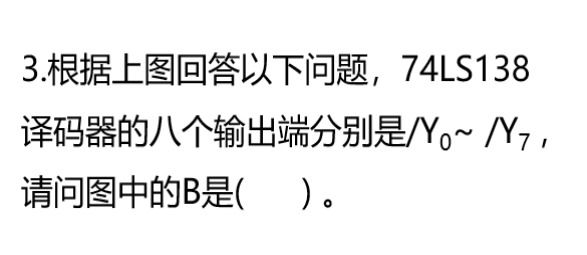 3.根据上图回答以下问题，74LS138
译码器的八个输出端分别是/Y₀~ /Y₇，
请问图中的B是(      )。